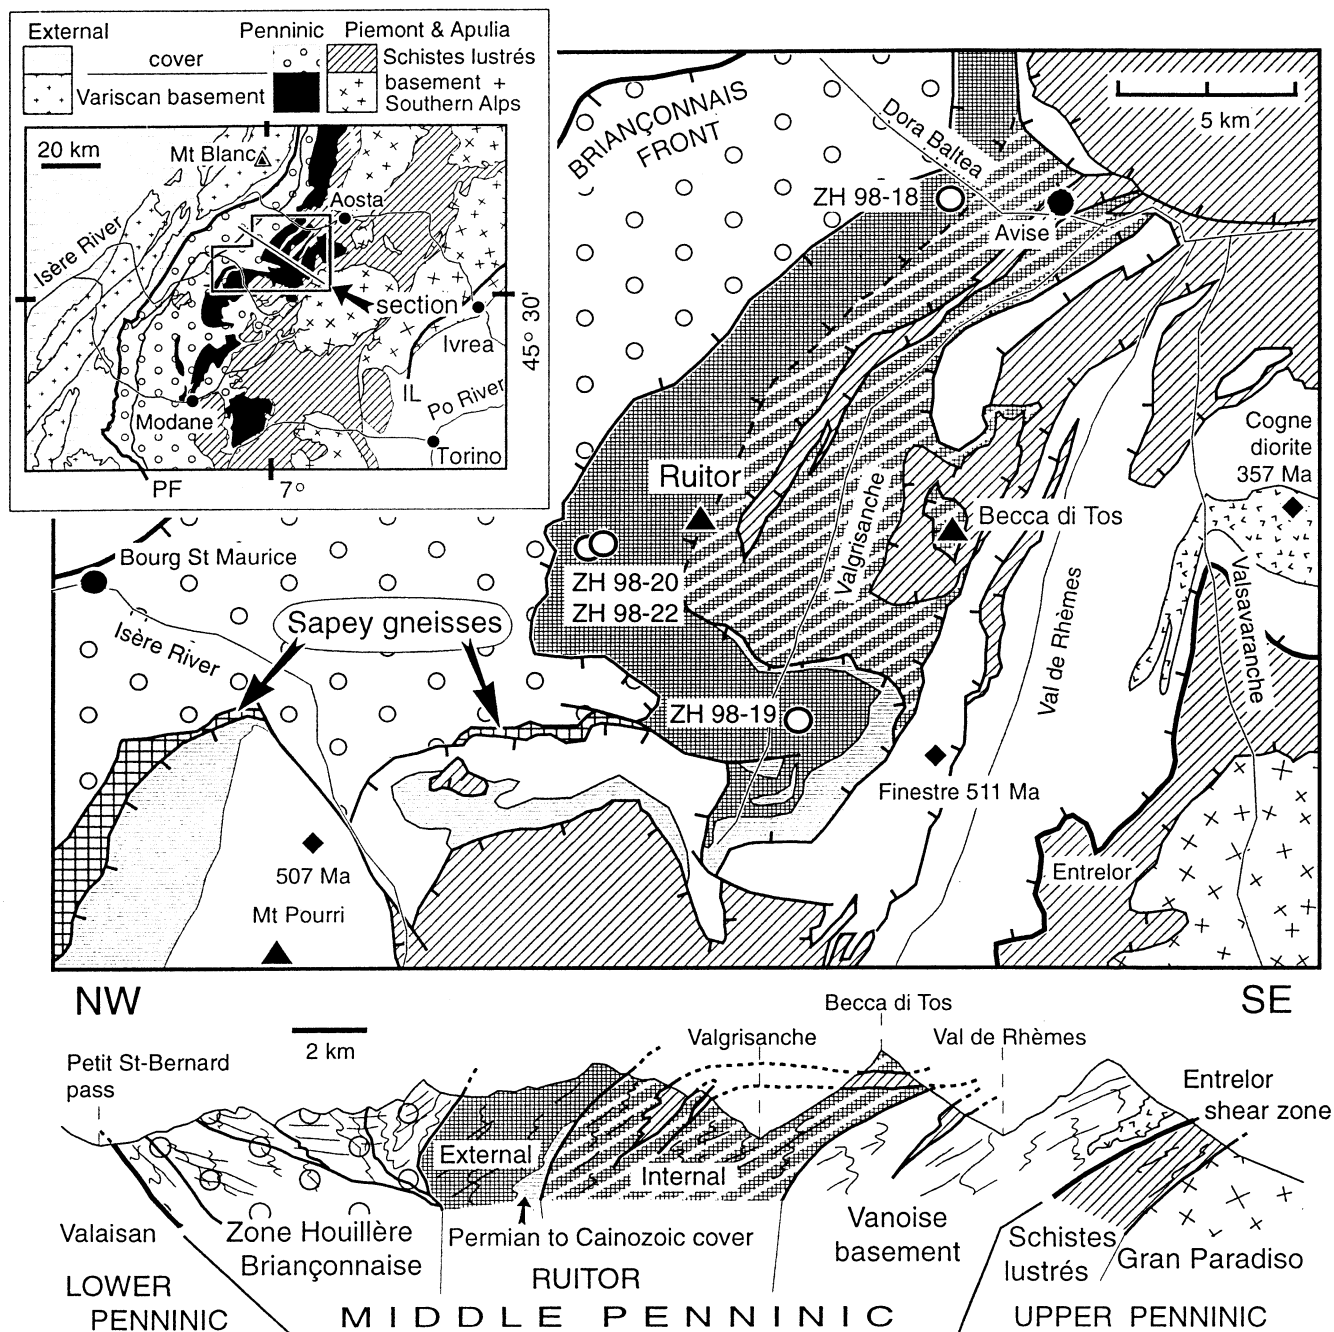 External
Penninic
Piemont & Apulia
cover
Schistes lustrés
Variscan basement
basement +
Southern Alps
20 km
Mt Blanc
Aosta
Isère River
section
Ivrea
45° 30'
IL
Po River
Modane
Torino
PF
7°
BRIANÇONNAIS
FRONT
Dora Baltea
5 km
ZH 98-18
Avise
Cogne
diorite
357 Ma
Ruitor
Valgrisanche
Becca di Tos
Bourg St Maurice
ZH 98-20
ZH 98-22
Sapey gneisses
Isère River
Val de Rhèmes
Valsavaranche
ZH 98-19
Finestre 511 Ma
507 Ma
Entrelor
Mt Pourri
NW
SE
2 km
Becca di Tos
Petit St-Bernard
pass
Valgrisanche
Val de Rhèmes
Entrelor
shear zone
External
Internal
Valaisan
Zone Houillère
Briançonnaise
Permian to Cainozoic cover
Vanoise
basement
Schistes
lustrés
Gran Paradiso
LOWER
PENNINIC
RUITOR
MIDDLE PENNINIC
UPPER PENNINIC